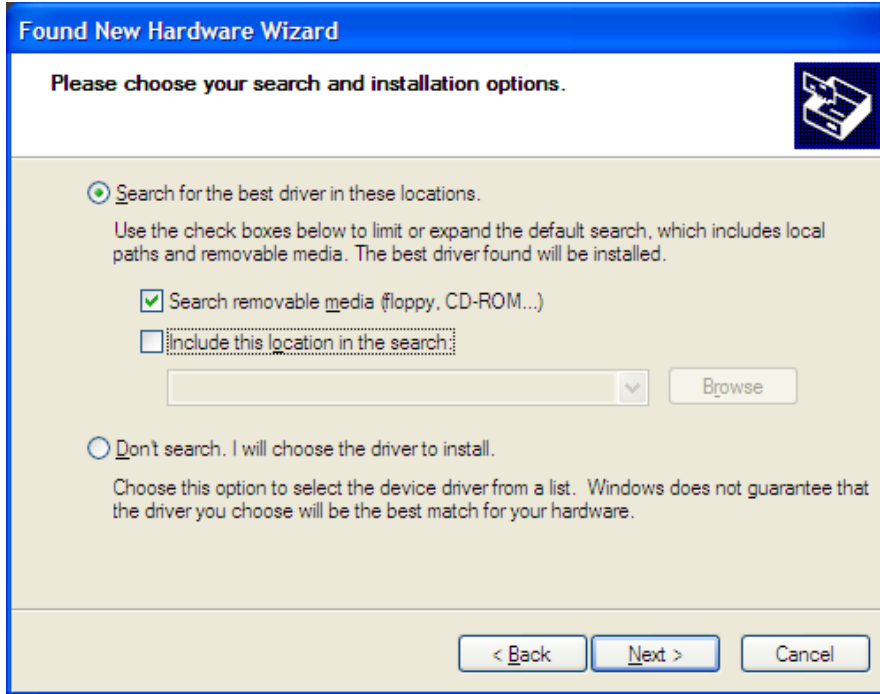 Found New Hardware Wizard
Please choose your search and installation options.
Search for the best driver in these locations.
Use the check boxes below to limit or expand the default search, which includes local
paths and removable media. The best driver found will be installed.
Search removable media (floppy, CD-ROM...)
Include this location in the search:
Browse
Don't search. I will choose the driver to install.
Choose this option to select the device driver from a list.  Windows does not guarantee that
the driver you choose will be the best match for your hardware.
< Back
Next >
Cancel